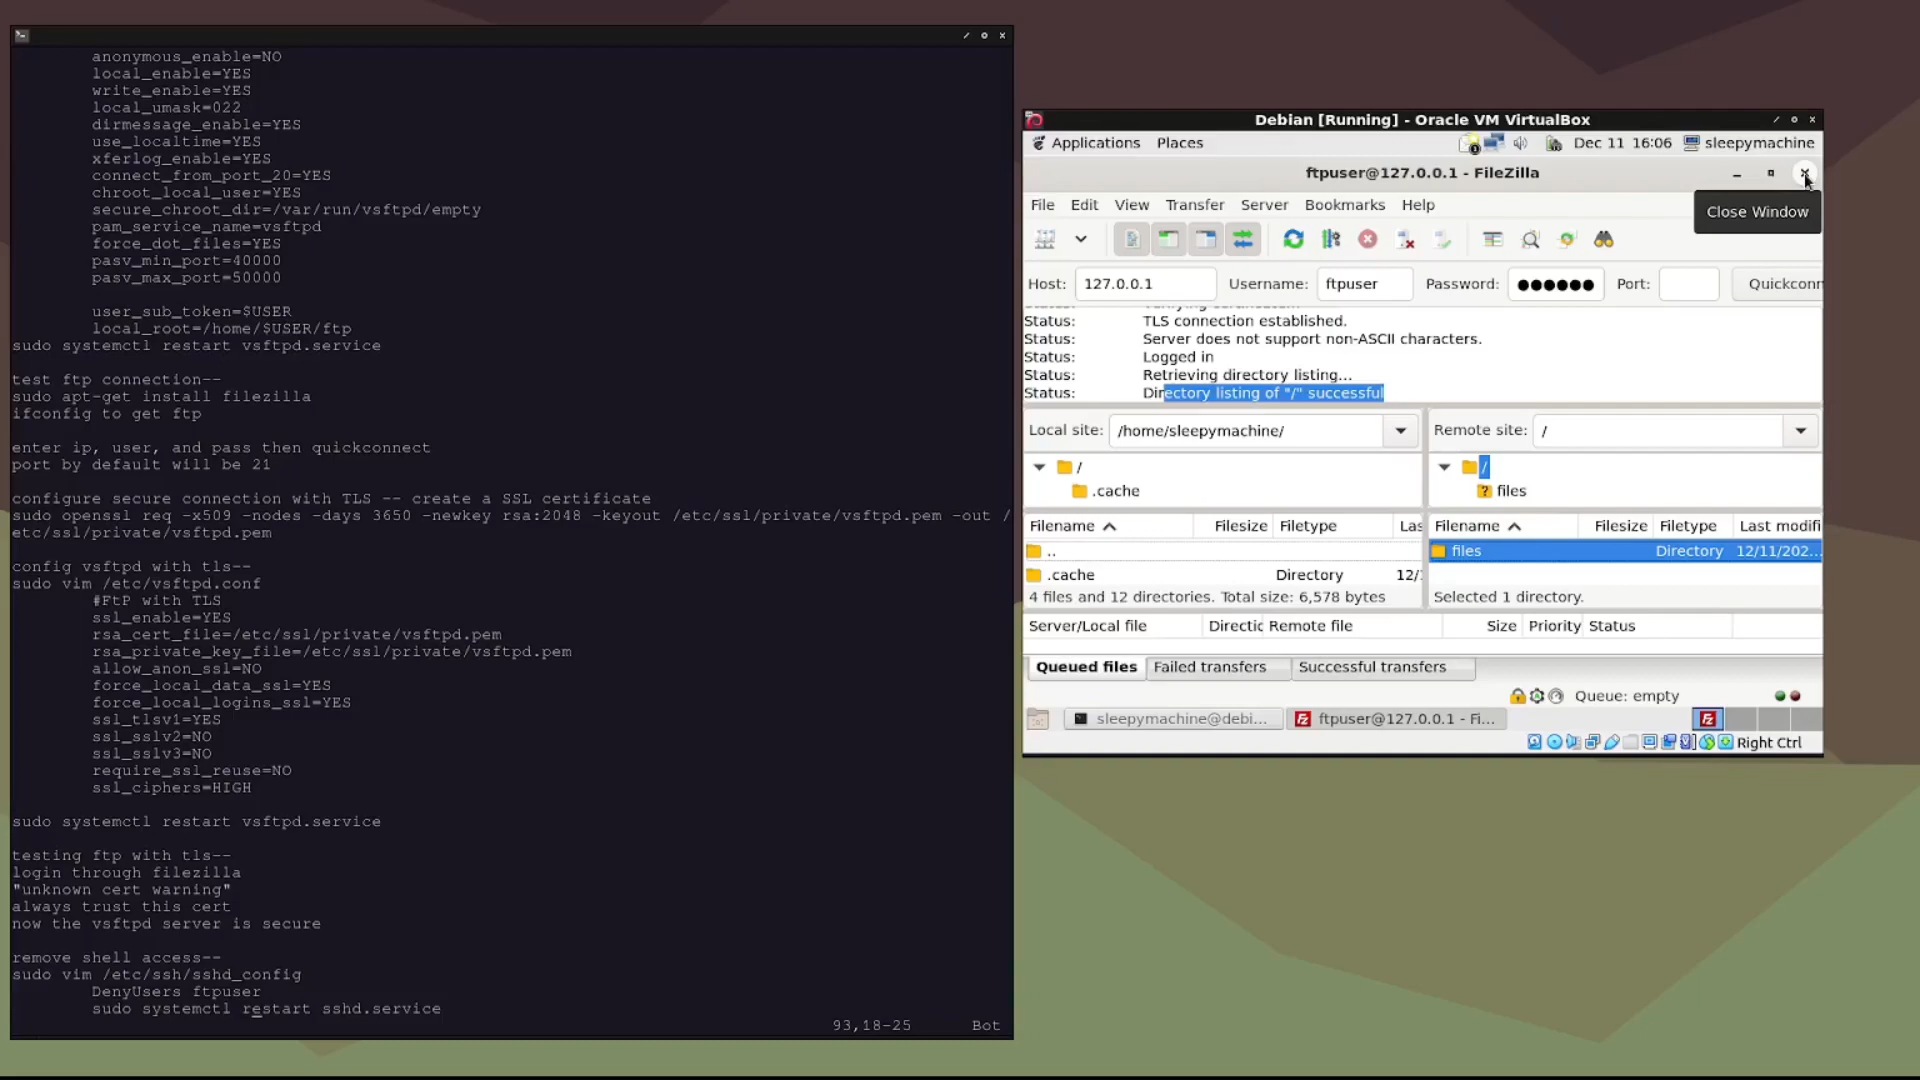 anonymous_enable=NO
local_enable=YES
write_enable=YES
local_umask=022
dirmessage_enable=YES
use_localtime=YES
xferlog_enable=YES
connect_from_port_20=YES
chroot_local_user=YES
secure_chroot_dir=/var/run/vsftpd/empty
pam_service_name=vsftpd
force_dot_files=YES
pasv_min_port=40000
pasv_max_port=50000
user_sub_token=$USER
local_root=/home/$USER/ftp
sudo systemctl restart vsftpd.service
test ftp connection--
sudo apt-get install filezilla
ifconfig to get ftp
enter ip, user, and pass then quickconnect
port by default will be 21
configure secure connection with TLS -- create a SSL certificate
sudo openssl req -x509 -nodes -days 3650 -newkey rsa:2048 -keyout /etc/ssl/private/vsftpd.pem -out /
etc/ssl/private/vsftpd.pem
config vsftpd with tls--
sudo vim /etc/vsftpd.conf
#FtP with TLS
ssl_enable=YES
rsa_cert_file=/etc/ssl/private/vsftpd.pem
rsa_private_key_file=/etc/ssl/private/vsftpd.pem
allow_anon_ssl=NO
force_local_data_ssl=YES
force_local_logins_ssl=YES
ssl_tlsv1=YES
ssl_sslv2=NO
ssl_sslv3=NO
require_ssl_reuse=NO
ssl_ciphers=HIGH
sudo systemctl restart vsftpd.service
testing ftp with tls--
login through filezilla
"unknown cert warning"
always trust this cert
now the vsftpd server is secure
remove shell access--
sudo vim /etc/ssh/sshd_config
DenyUsers ftpuser
sudo systemctl restart sshd.service
93,18-25 Bot
Debian [Running] - Oracle VM VirtualBox
Applications Places Dec 11 16:06 sleepymachine
ftpuser@127.0.0.1 - FileZilla
Close Window
File Edit View Transfer Server Bookmarks Help
Host: 127.0.0.1 Username: ftpuser Password: ●●●●●● Port: Quickconn
Status: TLS connection established.
Status: Server does not support non-ASCII characters.
Status: Logged in
Status: Retrieving directory listing...
Status: Directory listing of "/" successful
Local site: /home/sleepymachine/ Remote site: /
/ /
.cache files
Filename Filesize Filetype Las Filename Filesize Filetype Last modifi
.. files Directory 12/11/202...
.cache Directory 12/
4 files and 12 directories. Total size: 6,578 bytes Selected 1 directory.
Server/Local file Directic Remote file Size Priority Status
Queued files Failed transfers Successful transfers
Queue: empty
sleepymachine@debi... ftpuser@127.0.0.1 - Fi...
Right Ctrl